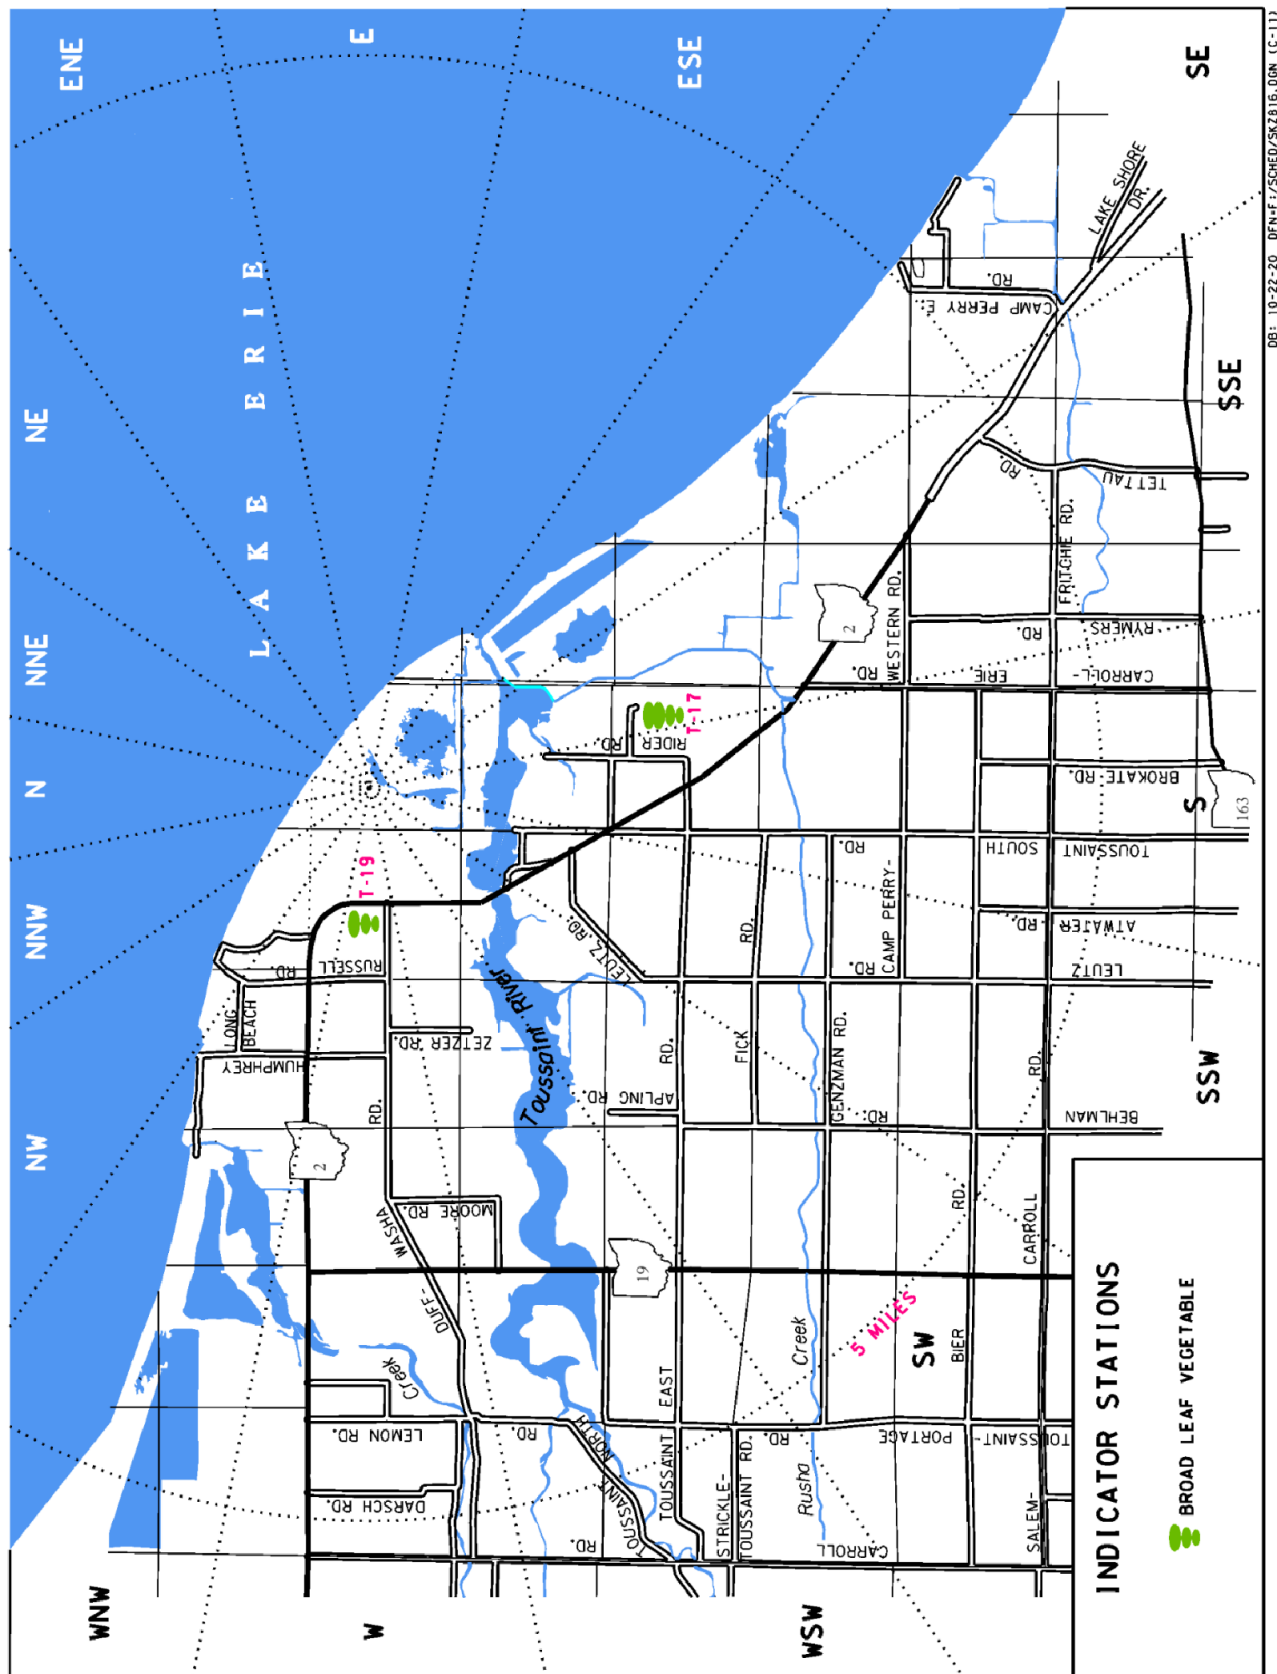 ENE
E
ESE
SE
NE
NNE
N
NNW
NW
WNW
W
WSW
SW
SSW
S
SSE
LAKE ERIE
LAKE SHORE
DR.
CAMP PERRY E.
RD.
TETTAU
RD.
FRITCHIE RD.
RYMERS
RD.
WESTERN RD.
CAMP PERRY-
CARROLL-
ERIE
RD.
2
T-17
RIDER RD.
BROKATE RD.
163
TOUSSAINT
SOUTH
RD.
ATWATER
RD.
LEUTZ
RD.
LEUTZ RD.
T-19
RUSSELL
RD.
LONG
BEACH
HUMPHREY
ZETZER RD.
Toussaint River
2
DUFF-
WASHA
RD.
MOORE RD.
APLING RD.
FICK
RD.
GENZMAN RD.
BEHLMAN
RD.
19
5 MILES
Creek
LEMON RD.
DARSCH RD.
TOUSSAINT
NORTH
RD.
TOUSSAINT
EAST
RD.
STRICKLE-
TOUSSAINT RD.
Rusha
Creek
TOUSSAINT-
PORTAGE
RD.
BIER
RD.
SALEM-
CARROLL
RD.
CARROLL
RD.
INDICATOR STATIONS
BROAD LEAF VEGETABLE
DB: 10-22-20 DFN=F:/SCHED/SKZB16.DGN (C-11)